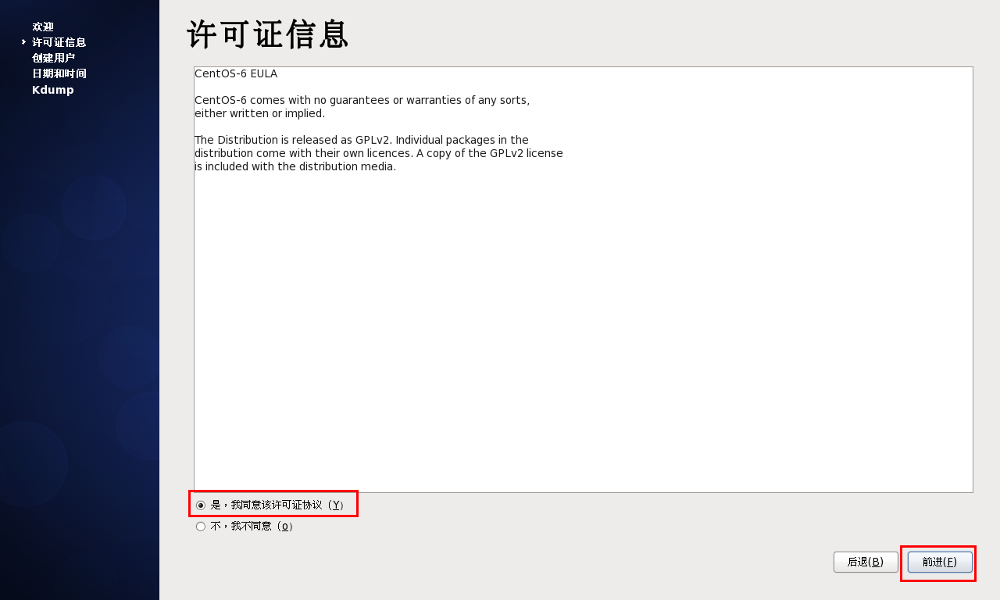 欢迎
许可证信息
创建用户
日期和时间
Kdump
许可证信息
CentOS-6 EULA
CentOS-6 comes with no guarantees or warranties of any sorts,
either written or implied.
The Distribution is released as GPLv2. Individual packages in the
distribution come with their own licences. A copy of the GPLv2 license
is included with the distribution media.
是，我同意该许可证协议（Y）
不，我不同意（o）
后退(B)
前进(F)